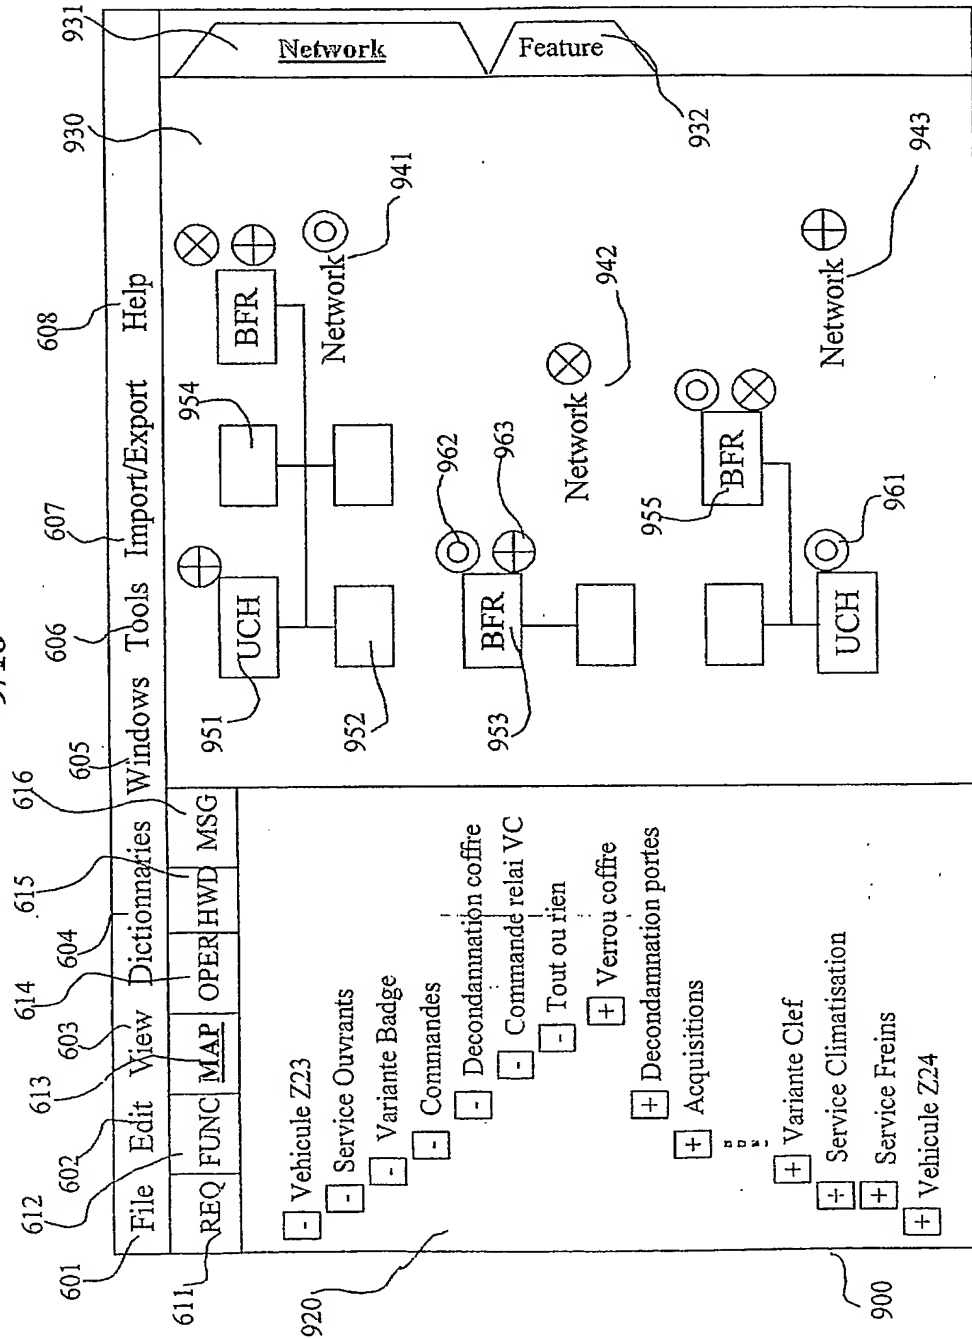 601 602 603 604 605 606 607 608
File Edit View Dictionnaries Windows Tools Import/Export Help
611 612 613 614 615 616
REQ FUNC MAP OPER HWD MSG
930
931
Network
932
Feature
920
- Vehicule Z23
- Service Ouvrants
- Variante Badge
- Commandes
- Decondamnation coffre
- Commande relai VC
- Tout ou rien
+ Verrou coffre
+ Decondamnation portes
+ Acquisitions
+ Variante Clef
Service Climatisation
+ Service Freins
+ Vehicule Z24
900
951
UCH
952
954
BFR
Network
941
953
BFR
962
963
Network
942
955
BFR
UCH
961
Network
943